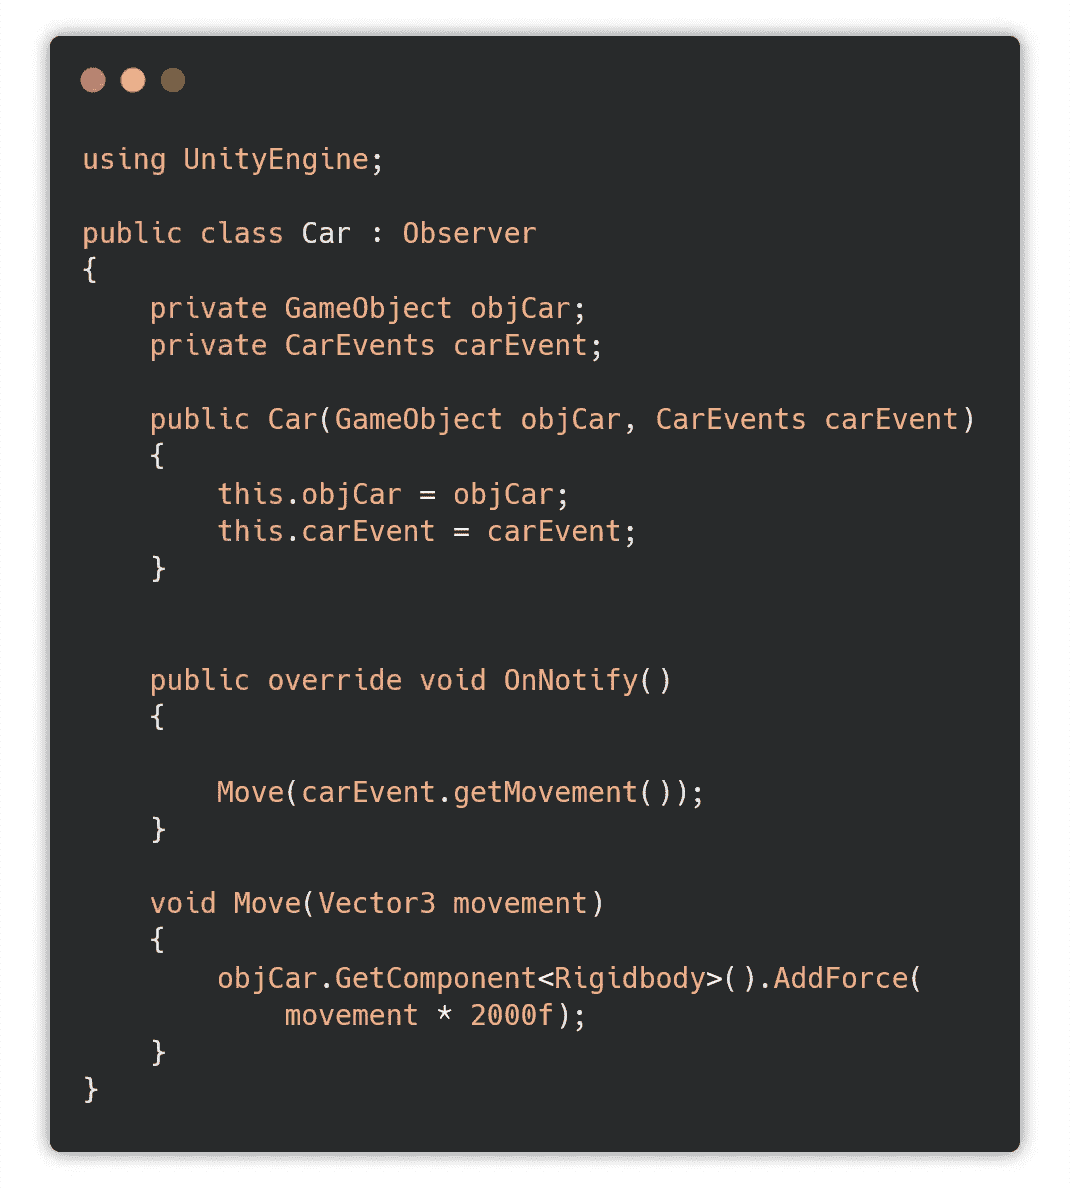 using UnityEngine;
public class Car : Observer
{
    private GameObject objCar;
    private CarEvents carEvent;
    public Car(GameObject objCar, CarEvents carEvent)
    {
        this.objCar = objCar;
        this.carEvent = carEvent;
    }
    public override void OnNotify()
    {
        Move(carEvent.getMovement());
    }
    void Move(Vector3 movement)
    {
        objCar.GetComponent<Rigidbody>().AddForce(
            movement * 2000f);
    }
}